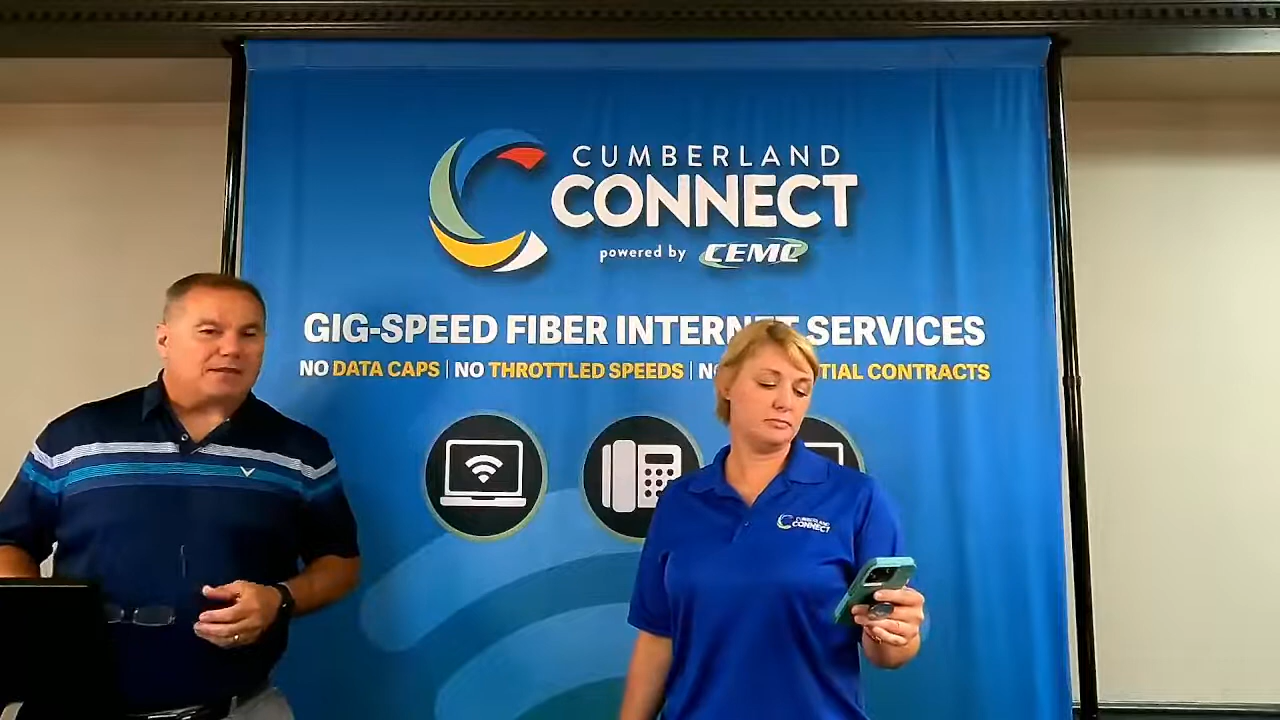 CUMBERLAND
CONNECT
powered by CEMC
GIG-SPEED FIBER INTERNET SERVICES
NO DATA CAPS | NO THROTTLED SPEEDS | TIAL CONTRACTS
CUMBERLAND
CONNECT